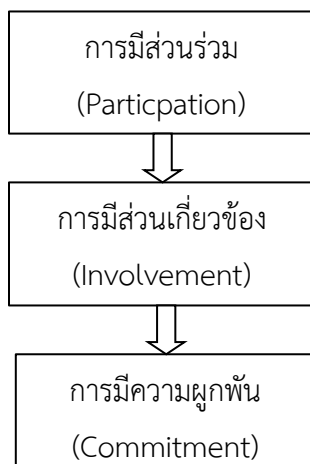 การมีส่วนร่วม
(Particpation)
การมีส่วนเกี่ยวข้อง
(Involvement)
การมีความผูกพัน
(Commitment)